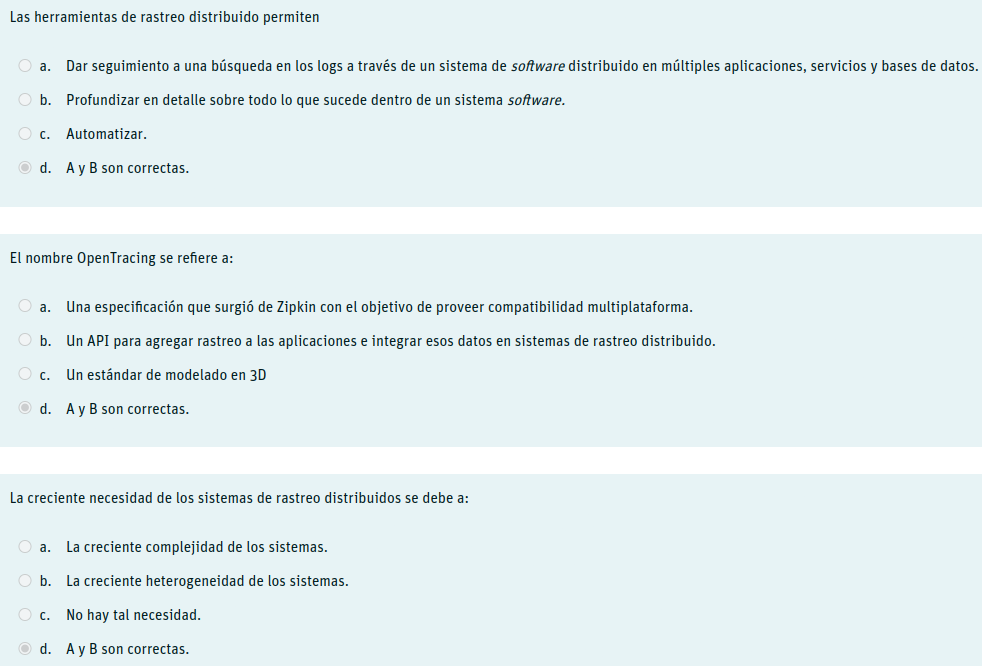 Las herramientas de rastreo distribuido permiten
a. Dar seguimiento a una búsqueda en los logs a través de un sistema de software distribuido en múltiples aplicaciones, servicios y bases de datos.
b. Profundizar en detalle sobre todo lo que sucede dentro de un sistema software.
c. Automatizar.
d. A y B son correctas.
El nombre OpenTracing se refiere a:
a. Una especificación que surgió de Zipkin con el objetivo de proveer compatibilidad multiplataforma.
b. Un API para agregar rastreo a las aplicaciones e integrar esos datos en sistemas de rastreo distribuido.
c. Un estándar de modelado en 3D
d. A y B son correctas.
La creciente necesidad de los sistemas de rastreo distribuidos se debe a:
a. La creciente complejidad de los sistemas.
b. La creciente heterogeneidad de los sistemas.
c. No hay tal necesidad.
d. A y B son correctas.